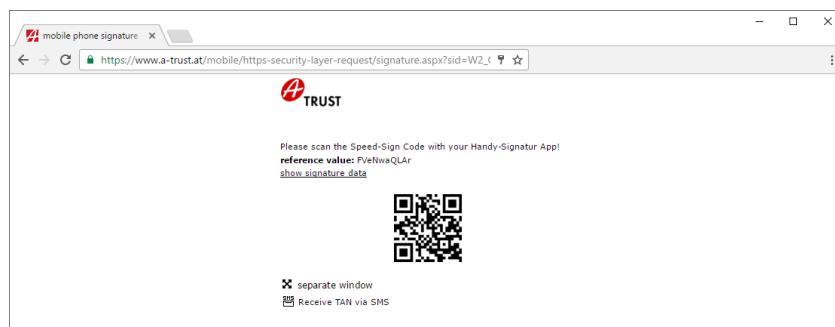 mobile phone signature
https://www.a-trust.at/mobile/https-security-layer-request/signature.aspx?sid=W2_
A TRUST
Please scan the Speed-Sign Code with your Handy-Signatur App!
reference value: FVeNwaQLAr
show signature data
separate window
SMS Receive TAN via SMS